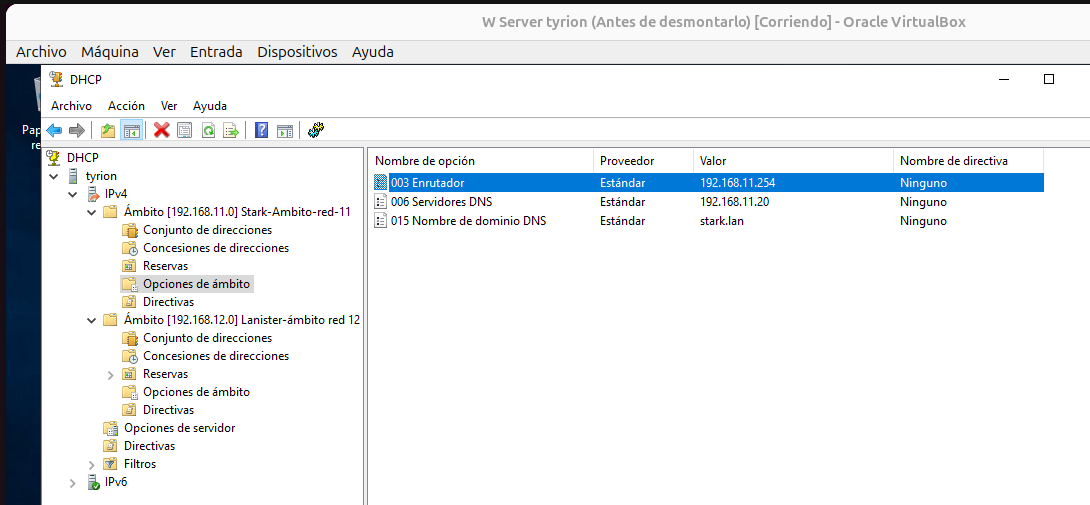 W Server tyrion (Antes de desmontarlo) [Corriendo] - Oracle VirtualBox
Archivo Máquina Ver Entrada Dispositivos Ayuda
DHCP
Archivo Acción Ver Ayuda
Pap
re
DHCP
tyrion
IPv4
Ámbito [192.168.11.0] Stark-Ambito-red-11
Conjunto de direcciones
Concesiones de direcciones
Reservas
Opciones de ámbito
Directivas
Ámbito [192.168.12.0] Lanister-ámbito red 12
Conjunto de direcciones
Concesiones de direcciones
Reservas
Opciones de ámbito
Directivas
Opciones de servidor
Directivas
Filtros
IPv6
Nombre de opción Proveedor Valor Nombre de directiva
003 Enrutador Estándar 192.168.11.254 Ninguno
006 Servidores DNS Estándar 192.168.11.20 Ninguno
015 Nombre de dominio DNS Estándar stark.lan Ninguno